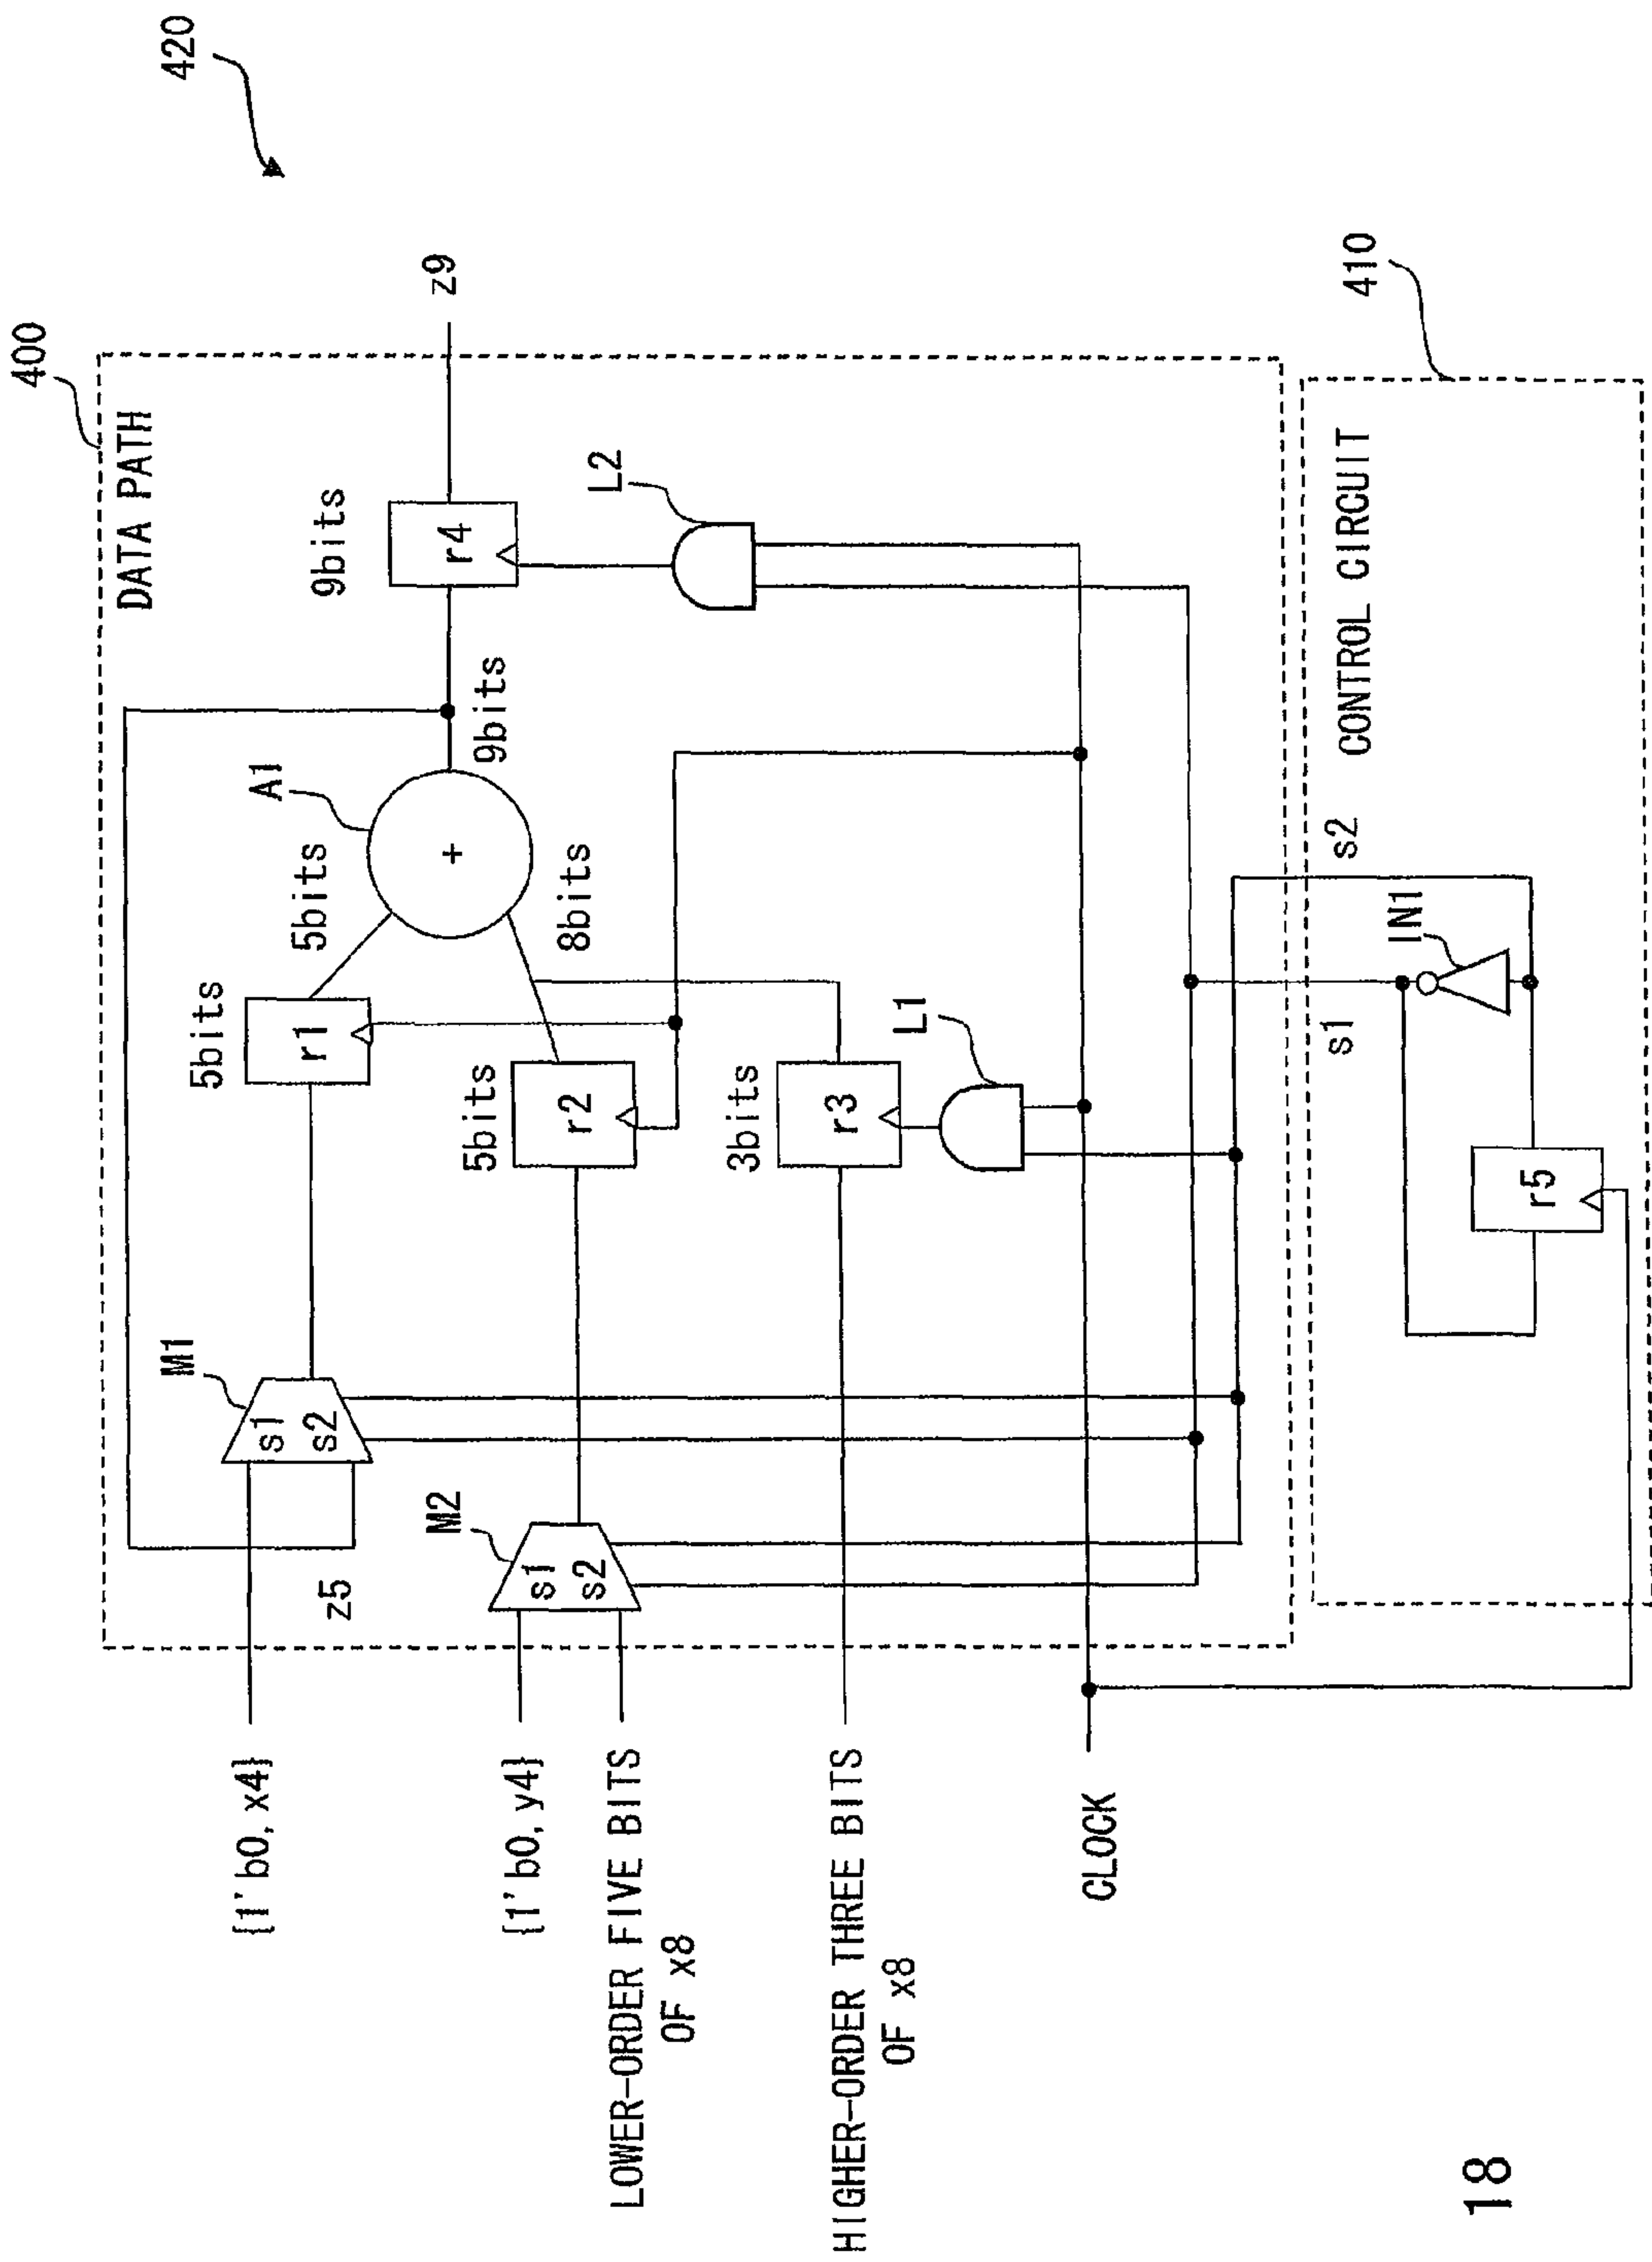 420
400
DATA PATH
{1'b0, x4}
z5
M1
s1
s2
5bits
r1
5bits
A1
+
9bits
9bits
r4
z9
{1'b0, y4}
LOWER-ORDER FIVE BITS
OF x8
M2
s1
s2
5bits
r2
8bits
L2
HIGHER-ORDER THREE BITS
OF x8
3bits
r3
L1
CLOCK
s1
s2
CONTROL CIRCUIT
410
IN1
r5
18